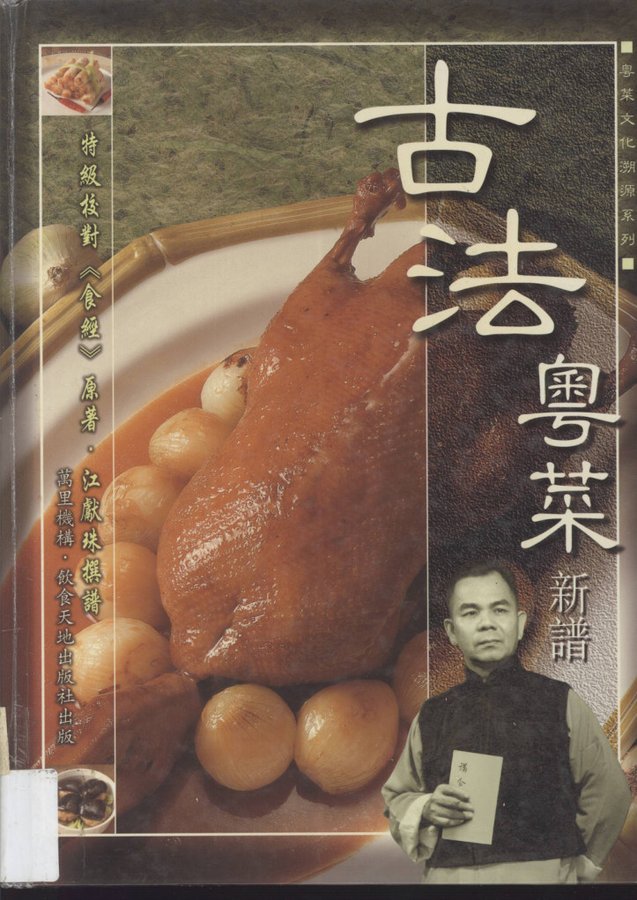 粵菜文化溯源系列
古法
粵菜
新譜
特級校對《食經》原著·江獻珠撰譜
萬里機構·飲食天地出版社出版